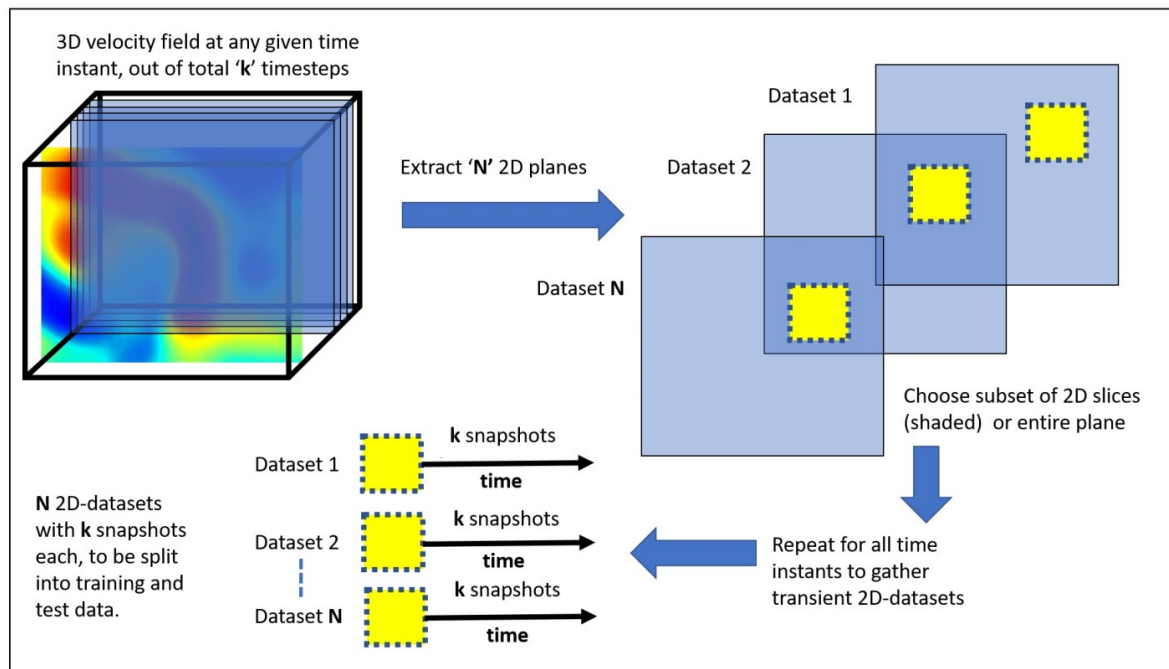 3D velocity field at any given time
instant, out of total ‘k’ timesteps
Extract ‘N’ 2D planes
Dataset 1
Dataset 2
Dataset N
Choose subset of 2D slices
(shaded) or entire plane
Repeat for all time
instants to gather
transient 2D-datasets
Dataset 1
k snapshots
time
Dataset 2
k snapshots
time
Dataset N
k snapshots
time
N 2D-datasets
with k snapshots
each, to be split
into training and
test data.